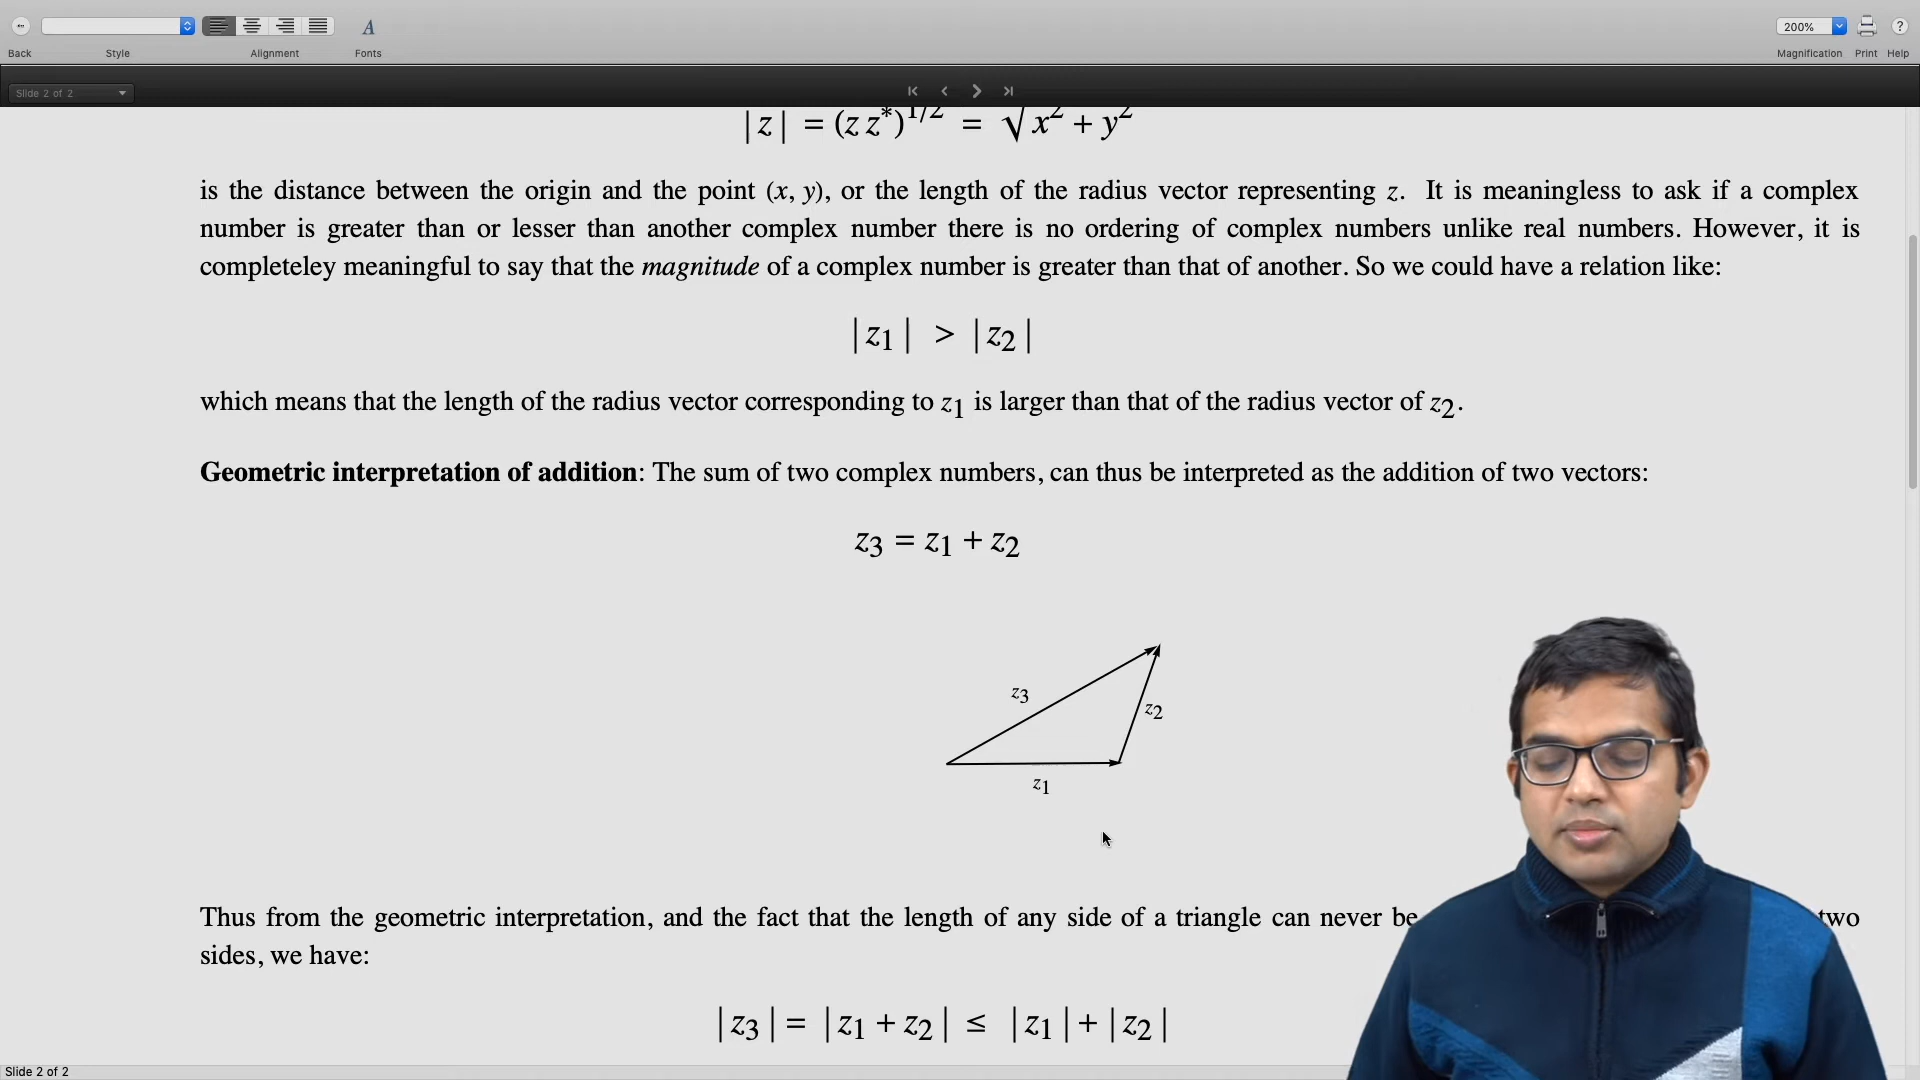 200%
Back Style Alignment Fonts Magnification Print Help
Slide 2 of 2
|z| = (z z*)^1/2 = √x² + y²
is the distance between the origin and the point (x, y), or the length of the radius vector representing z. It is meaningless to ask if a complex
number is greater than or lesser than another complex number there is no ordering of complex numbers unlike real numbers. However, it is
completeley meaningful to say that the magnitude of a complex number is greater than that of another. So we could have a relation like:
|z₁| > |z₂|
which means that the length of the radius vector corresponding to z₁ is larger than that of the radius vector of z₂.
Geometric interpretation of addition: The sum of two complex numbers, can thus be interpreted as the addition of two vectors:
z₃ = z₁ + z₂
z₃
z₂
z₁
Thus from the geometric interpretation, and the fact that the length of any side of a triangle can never be two
sides, we have:
|z₃| = |z₁ + z₂| ≤ |z₁| + |z₂|
Slide 2 of 2